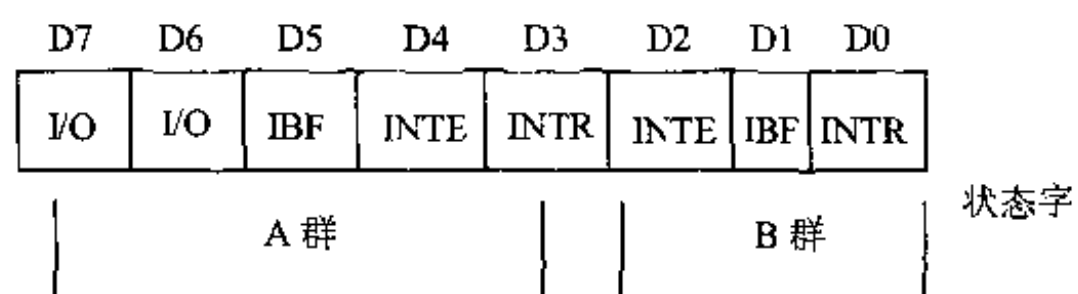 D7 D6 D5 D4 D3 D2 D1 D0
I/O I/O IBF INTE INTR INTE IBF INTR
状态字
A 群 B 群